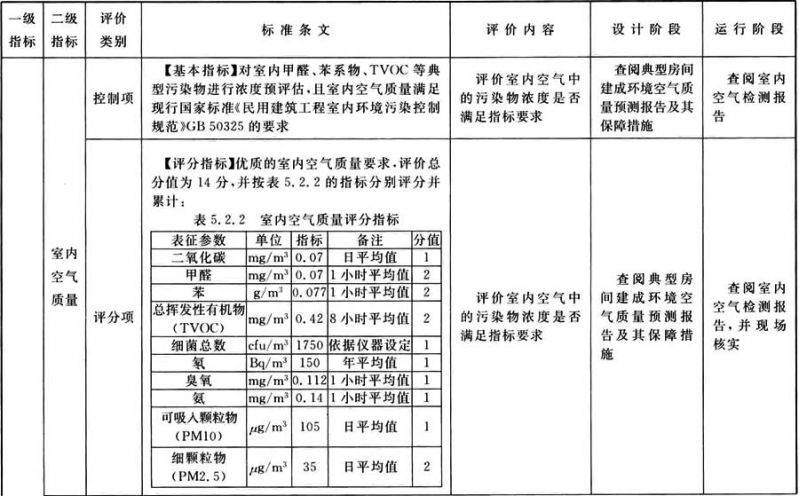 一级指标 二级指标 评价类别 标准条文 评价内容 设计阶段 运行阶段
室内空气质量
控制项
【基本指标】对室内甲醛、苯系物、TVOC等典
型污染物进行浓度预评估,且室内空气质量满足
现行国家标准《民用建筑工程室内环境污染控制
规范》GB 50325 的要求
评价室内空气中
的污染物浓度是否
满足指标要求
查阅典型房间
建成环境空气质
量预测报告及其
保障措施
查阅室内
空气检测报
告
评分项
【评分指标】优质的室内空气质量要求,评价总
分值为 14 分,并按表 5.2.2 的指标分别评分并
累计:
表 5.2.2 室内空气质量评分指标
表征参数 单位 指标 备注 分值
二氧化碳 mg/m³ 0.07 日平均值 1
甲醛 mg/m³ 0.07 1 小时平均值 2
苯 g/m³ 0.077 1 小时平均值 2
总挥发性有机物
(TVOC) mg/m³ 0.42 8 小时平均值 2
细菌总数 cfu/m³ 1750 依据仪器设定 1
氡 Bq/m³ 150 年平均值 1
臭氧 mg/m³ 0.112 1 小时平均值 1
氨 mg/m³ 0.14 1 小时平均值 1
可吸入颗粒物
(PM10) μg/m³ 105 日平均值 1
细颗粒物
(PM2.5) μg/m³ 35 日平均值 2
评价室内空气中
的污染物浓度是否
满足指标要求
查阅典型房
间建成环境空
气质量预测报
告及其保障措
施
查阅室内
空气检测报
告,并现场
核实